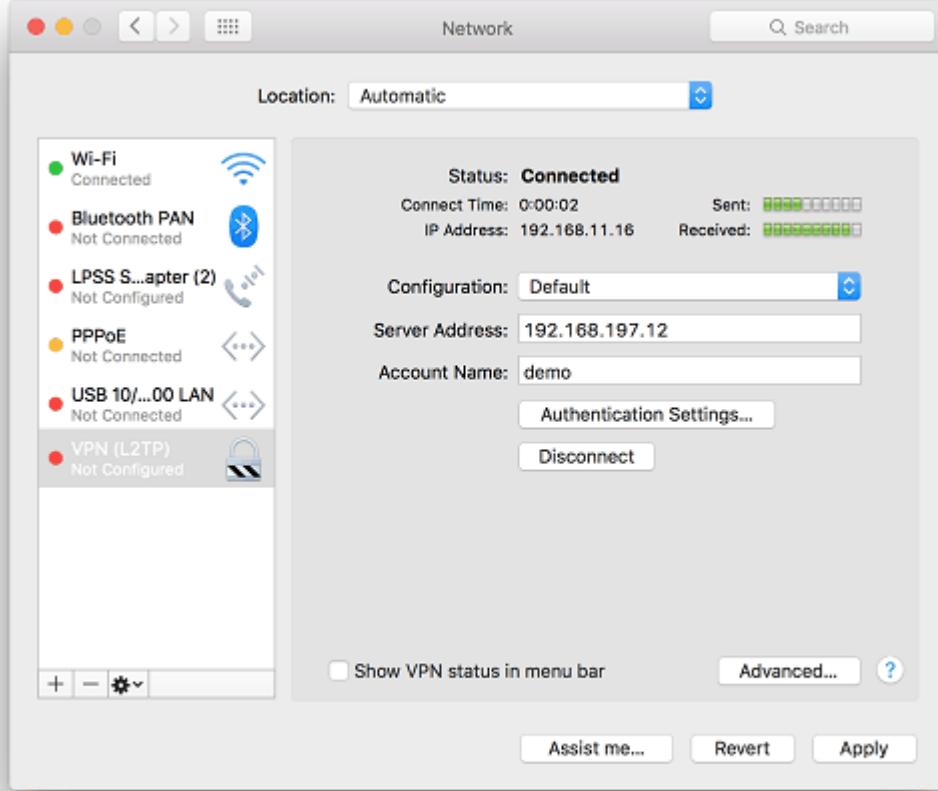 Network
Search
Location: Automatic
Wi-Fi
Connected
Bluetooth PAN
Not Connected
LPSS S...apter (2)
Not Configured
PPPoE
Not Connected
USB 10/...00 LAN
Not Connected
VPN (L2TP)
Not Configured
Status: Connected
Connect Time: 0:00:02 Sent:
IP Address: 192.168.11.16 Received:
Configuration: Default
Server Address: 192.168.197.12
Account Name: demo
Authentication Settings...
Disconnect
Show VPN status in menu bar
Advanced... ?
Assist me... Revert Apply